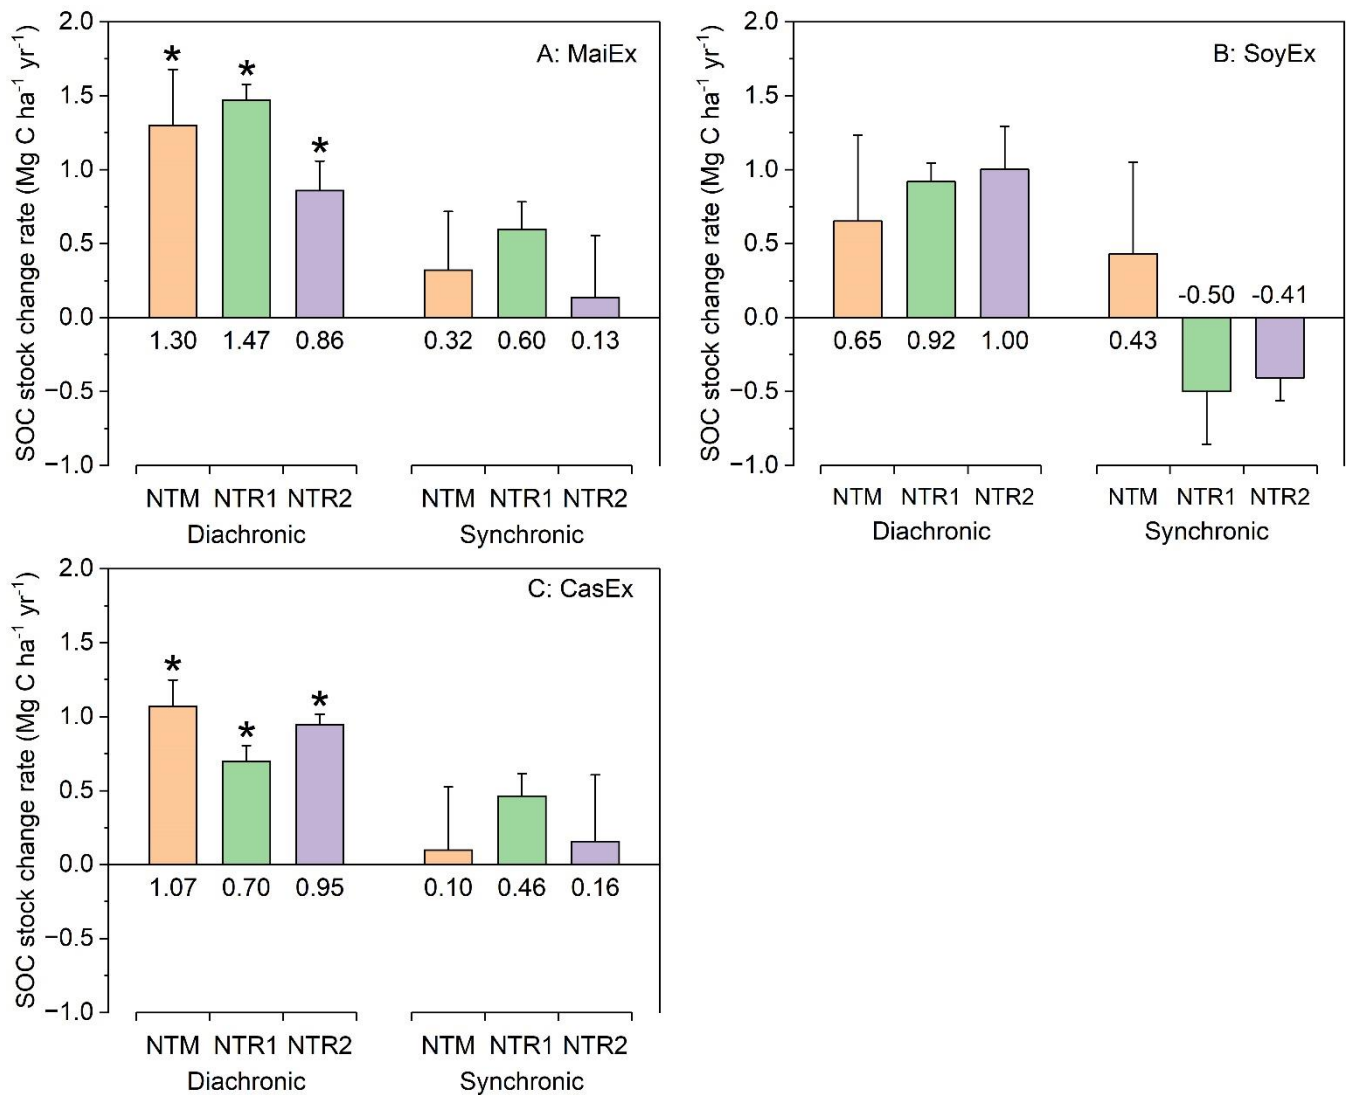 A: MaiEx
SOC stock change rate (Mg C ha⁻¹ yr⁻¹)
2.0
1.5
1.0
0.5
0.0
−0.5
−1.0
* * *
1.30 1.47 0.86 0.32 0.60 0.13
NTM NTR1 NTR2 NTM NTR1 NTR2
Diachronic Synchronic
B: SoyEx
SOC stock change rate (Mg C ha⁻¹ yr⁻¹)
2.0
1.5
1.0
0.5
0.0
−0.5
−1.0
-0.50 -0.41
0.65 0.92 1.00 0.43
NTM NTR1 NTR2 NTM NTR1 NTR2
Diachronic Synchronic
C: CasEx
SOC stock change rate (Mg C ha⁻¹ yr⁻¹)
2.0
1.5
1.0
0.5
0.0
−0.5
−1.0
* * *
1.07 0.70 0.95 0.10 0.46 0.16
NTM NTR1 NTR2 NTM NTR1 NTR2
Diachronic Synchronic